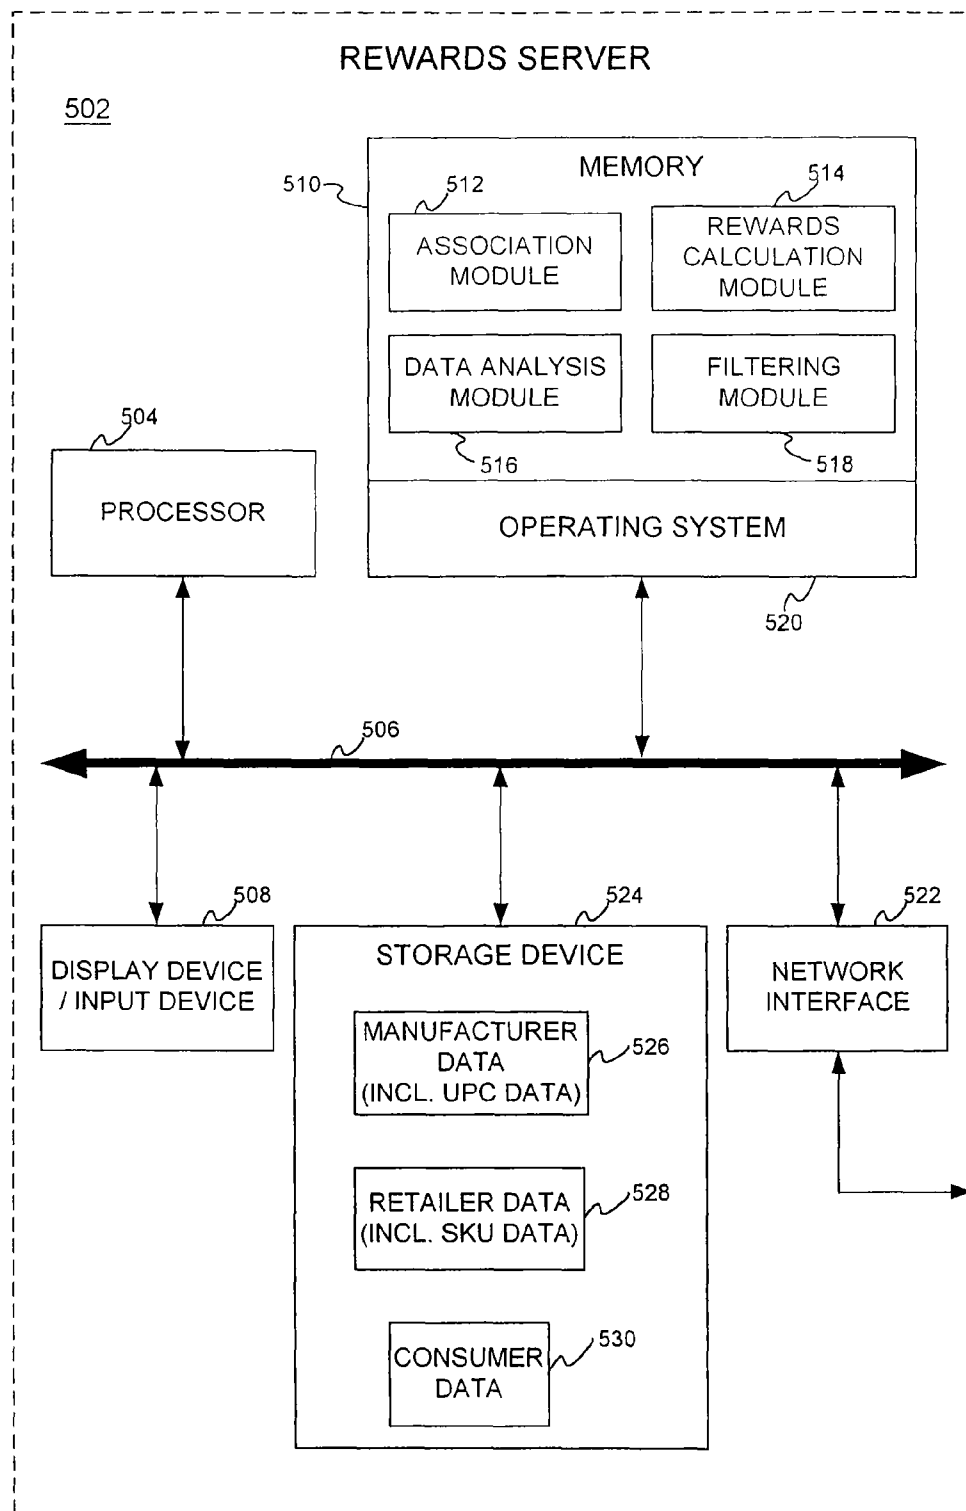 REWARDS SERVER
502
MEMORY
510
512
514
ASSOCIATION
MODULE
REWARDS
CALCULATION
MODULE
DATA ANALYSIS
MODULE
FILTERING
MODULE
516
518
504
PROCESSOR
OPERATING SYSTEM
520
506
508
524
522
DISPLAY DEVICE
/ INPUT DEVICE
STORAGE DEVICE
NETWORK
INTERFACE
MANUFACTURER
DATA
(INCL. UPC DATA)
526
RETAILER DATA
(INCL. SKU DATA)
528
CONSUMER
DATA
530